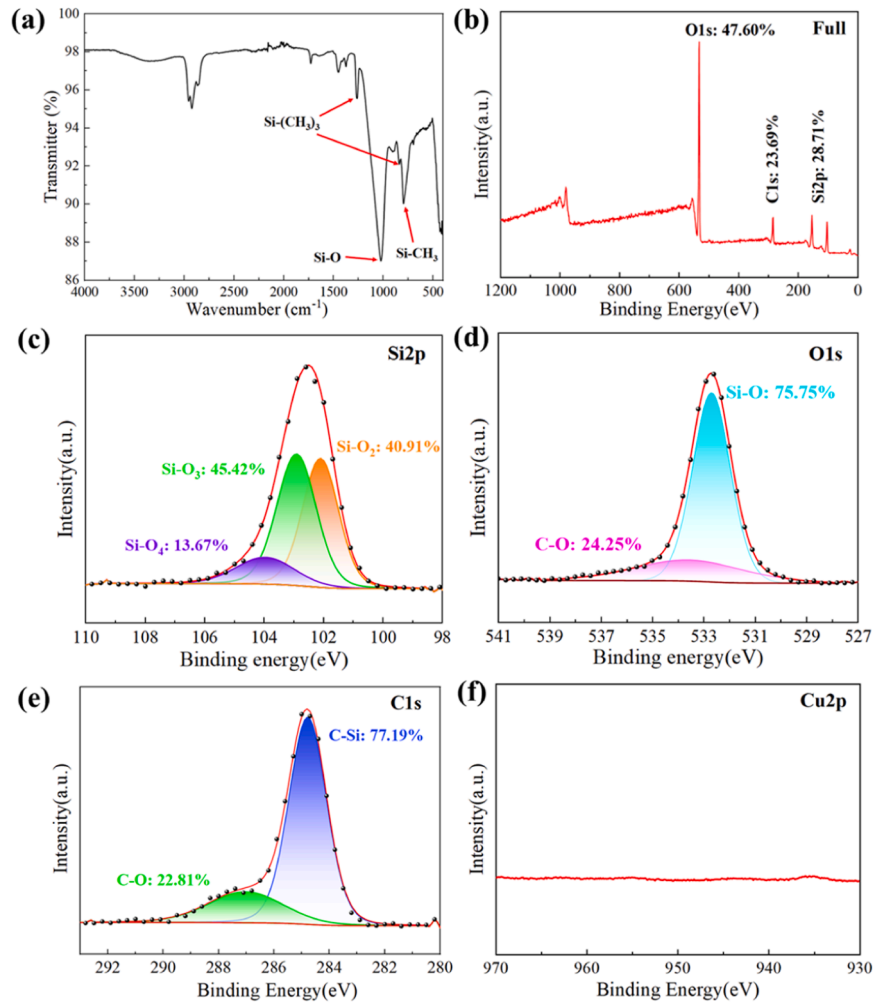 (a)
98
96
94
92
90
88
86
Transmitter (%)
Si-(CH₃)₃
Si-O
Si-CH₃
4000 3500 3000 2500 2000 1500 1000 500
Wavenumber (cm⁻¹)
(b)
Full
O1s: 47.60%
C1s: 23.69%
Si2p: 28.71%
Intensity(a.u.)
1200 1000 800 600 400 200 0
Binding Energy(eV)
(c)
Si2p
Si-O₃: 45.42%
Si-O₂: 40.91%
Si-O₄: 13.67%
Intensity(a.u.)
110 108 106 104 102 100 98
Binding energy(eV)
(d)
O1s
Si-O: 75.75%
C-O: 24.25%
Intensity(a.u.)
541 539 537 535 533 531 529 527
Binding energy(eV)
(e)
C1s
C-Si: 77.19%
C-O: 22.81%
Intensity(a.u.)
292 290 288 286 284 282 280
Binding Energy(eV)
(f)
Cu2p
Intensity(a.u.)
970 960 950 940 930
Binding Energy(eV)